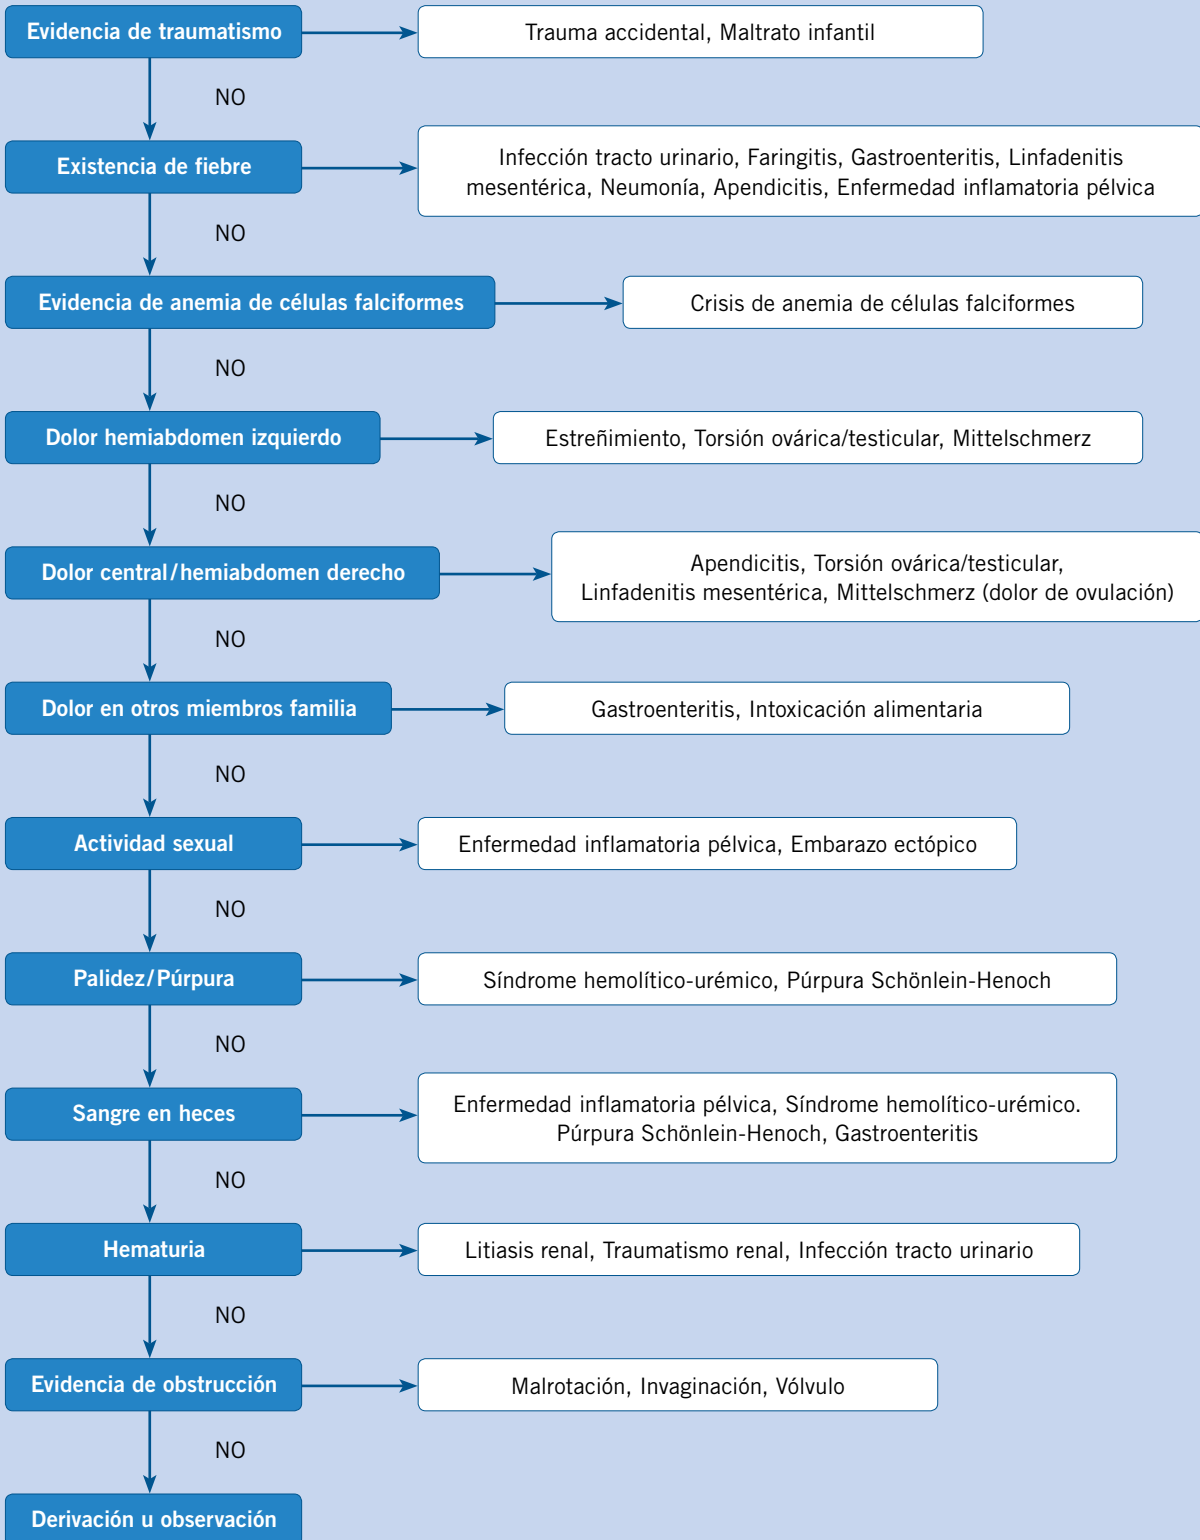 Evidencia de traumatismo
Trauma accidental, Maltrato infantil
NO
Existencia de fiebre
Infección tracto urinario, Faringitis, Gastroenteritis, Linfadenitis
mesentérica, Neumonía, Apendicitis, Enfermedad inflamatoria pélvica
NO
Evidencia de anemia de células falciformes
Crisis de anemia de células falciformes
NO
Dolor hemiabdomen izquierdo
Estreñimiento, Torsión ovárica/testicular, Mittelschmerz
NO
Dolor central/hemiabdomen derecho
Apendicitis, Torsión ovárica/testicular,
Linfadenitis mesentérica, Mittelschmerz (dolor de ovulación)
NO
Dolor en otros miembros familia
Gastroenteritis, Intoxicación alimentaria
NO
Actividad sexual
Enfermedad inflamatoria pélvica, Embarazo ectópico
NO
Palidez/Púrpura
Síndrome hemolítico-urémico, Púrpura Schönlein-Henoch
NO
Sangre en heces
Enfermedad inflamatoria pélvica, Síndrome hemolítico-urémico.
Púrpura Schönlein-Henoch, Gastroenteritis
NO
Hematuria
Litiasis renal, Traumatismo renal, Infección tracto urinario
NO
Evidencia de obstrucción
Malrotación, Invaginación, Vólvulo
NO
Derivación u observación